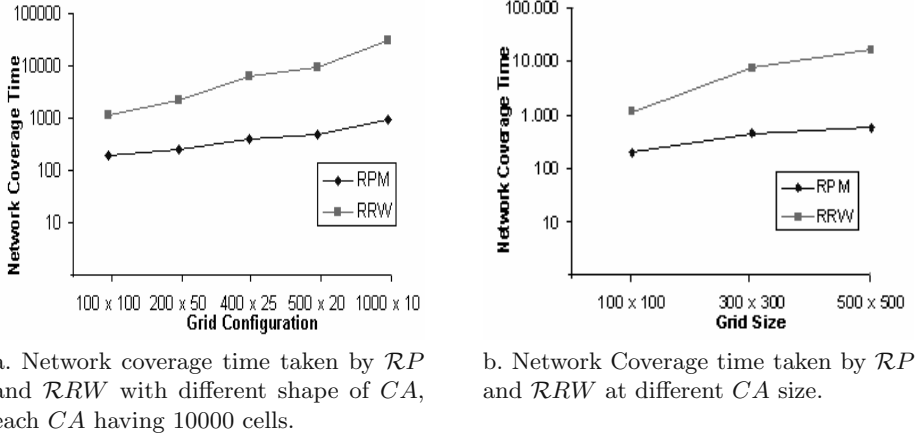 100000
10000
1000
100
10
Network Coverage Time
RPM
RRW
100 x 100 200 x 50 400 x 25 500 x 20 1000 x 10
Grid Configuration
100.000
10.000
1.000
100
10
Network Coverage Time
RPM
RRW
100 x 100 300 x 300 500 x 500
Grid Size
a. Network coverage time taken by RP
and RRW with different shape of CA,
each CA having 10000 cells.
b. Network Coverage time taken by RP
and RRW at different CA size.